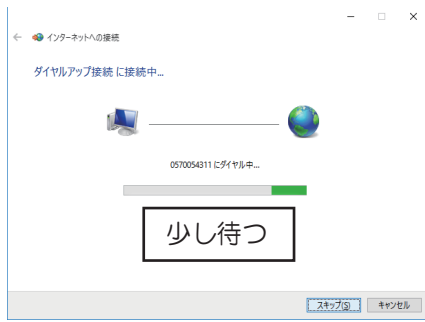 インターネットへの接続
ダイヤルアップ接続 に接続中...
0570054311 にダイヤル中...
少し待つ
スキップ(S) キャンセル